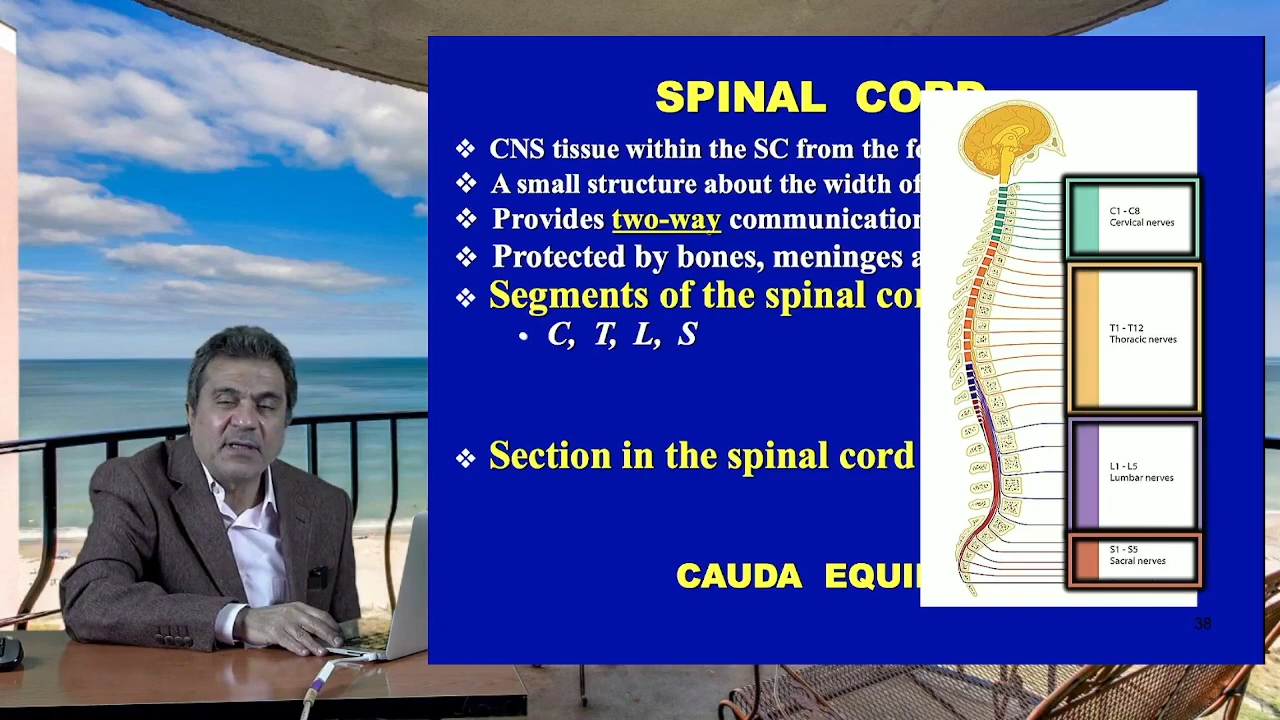 SPINAL CORD
❖ CNS tissue within the SC from the
❖ A small structure about the width of
❖ Provides two-way communication
❖ Protected by bones, meninges
❖ Segments of the spinal
• C, T, L, S
❖ Section in the spinal cord
CAUDA
C1 - C8
Cervical nerves
T1 - T12
Thoracic nerves
L1 - L5
Lumbar nerves
S1 - S5
Sacral nerves
38